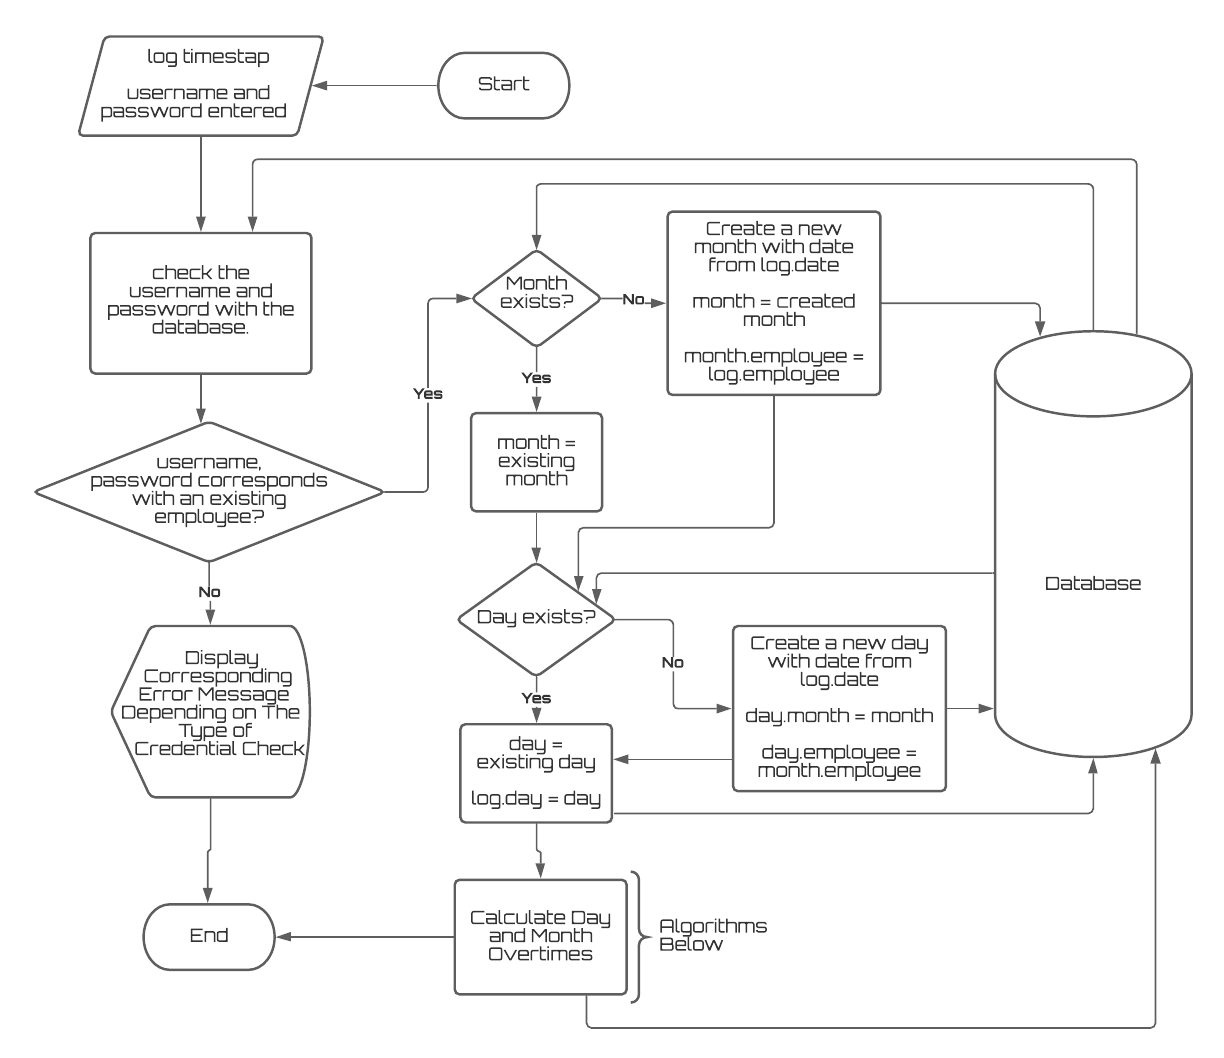 log timestap
username and
password entered
Start
check the
username and
password with the
database.
username,
password corresponds
with an existing
employee?
Yes
No
Display
Corresponding
Error Message
Depending on The
Type of
Credential Check
End
Month
exists?
No
Yes
Create a new
month with date
from log.date
month = created
month
month.employee =
log.employee
month =
existing
month
Day exists?
No
Yes
Create a new day
with date from
log.date
day.month = month
day.employee =
month.employee
day =
existing day
log.day = day
Database
Calculate Day
and Month
Overtimes
Algorithms
Below